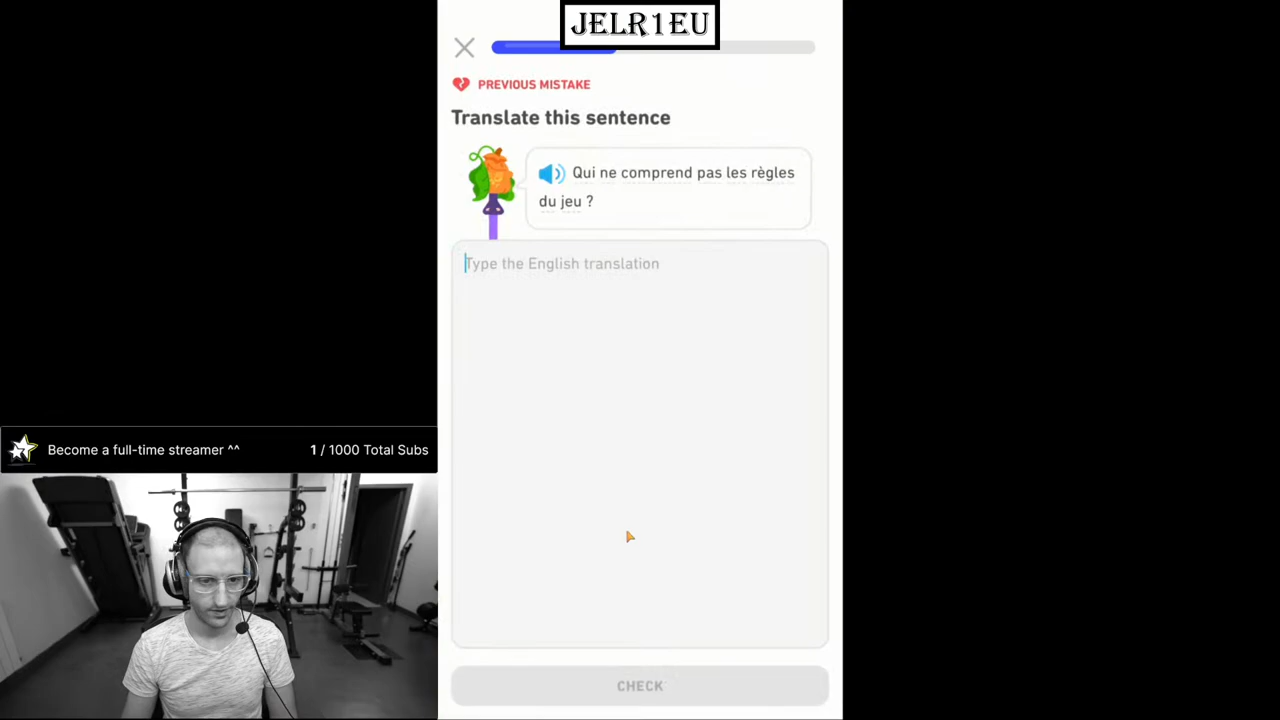 JELR1EU
PREVIOUS MISTAKE
Translate this sentence
Qui ne comprend pas les règles
du jeu ?
Type the English translation
Become a full-time streamer ^^ 1 / 1000 Total Subs
CHECK